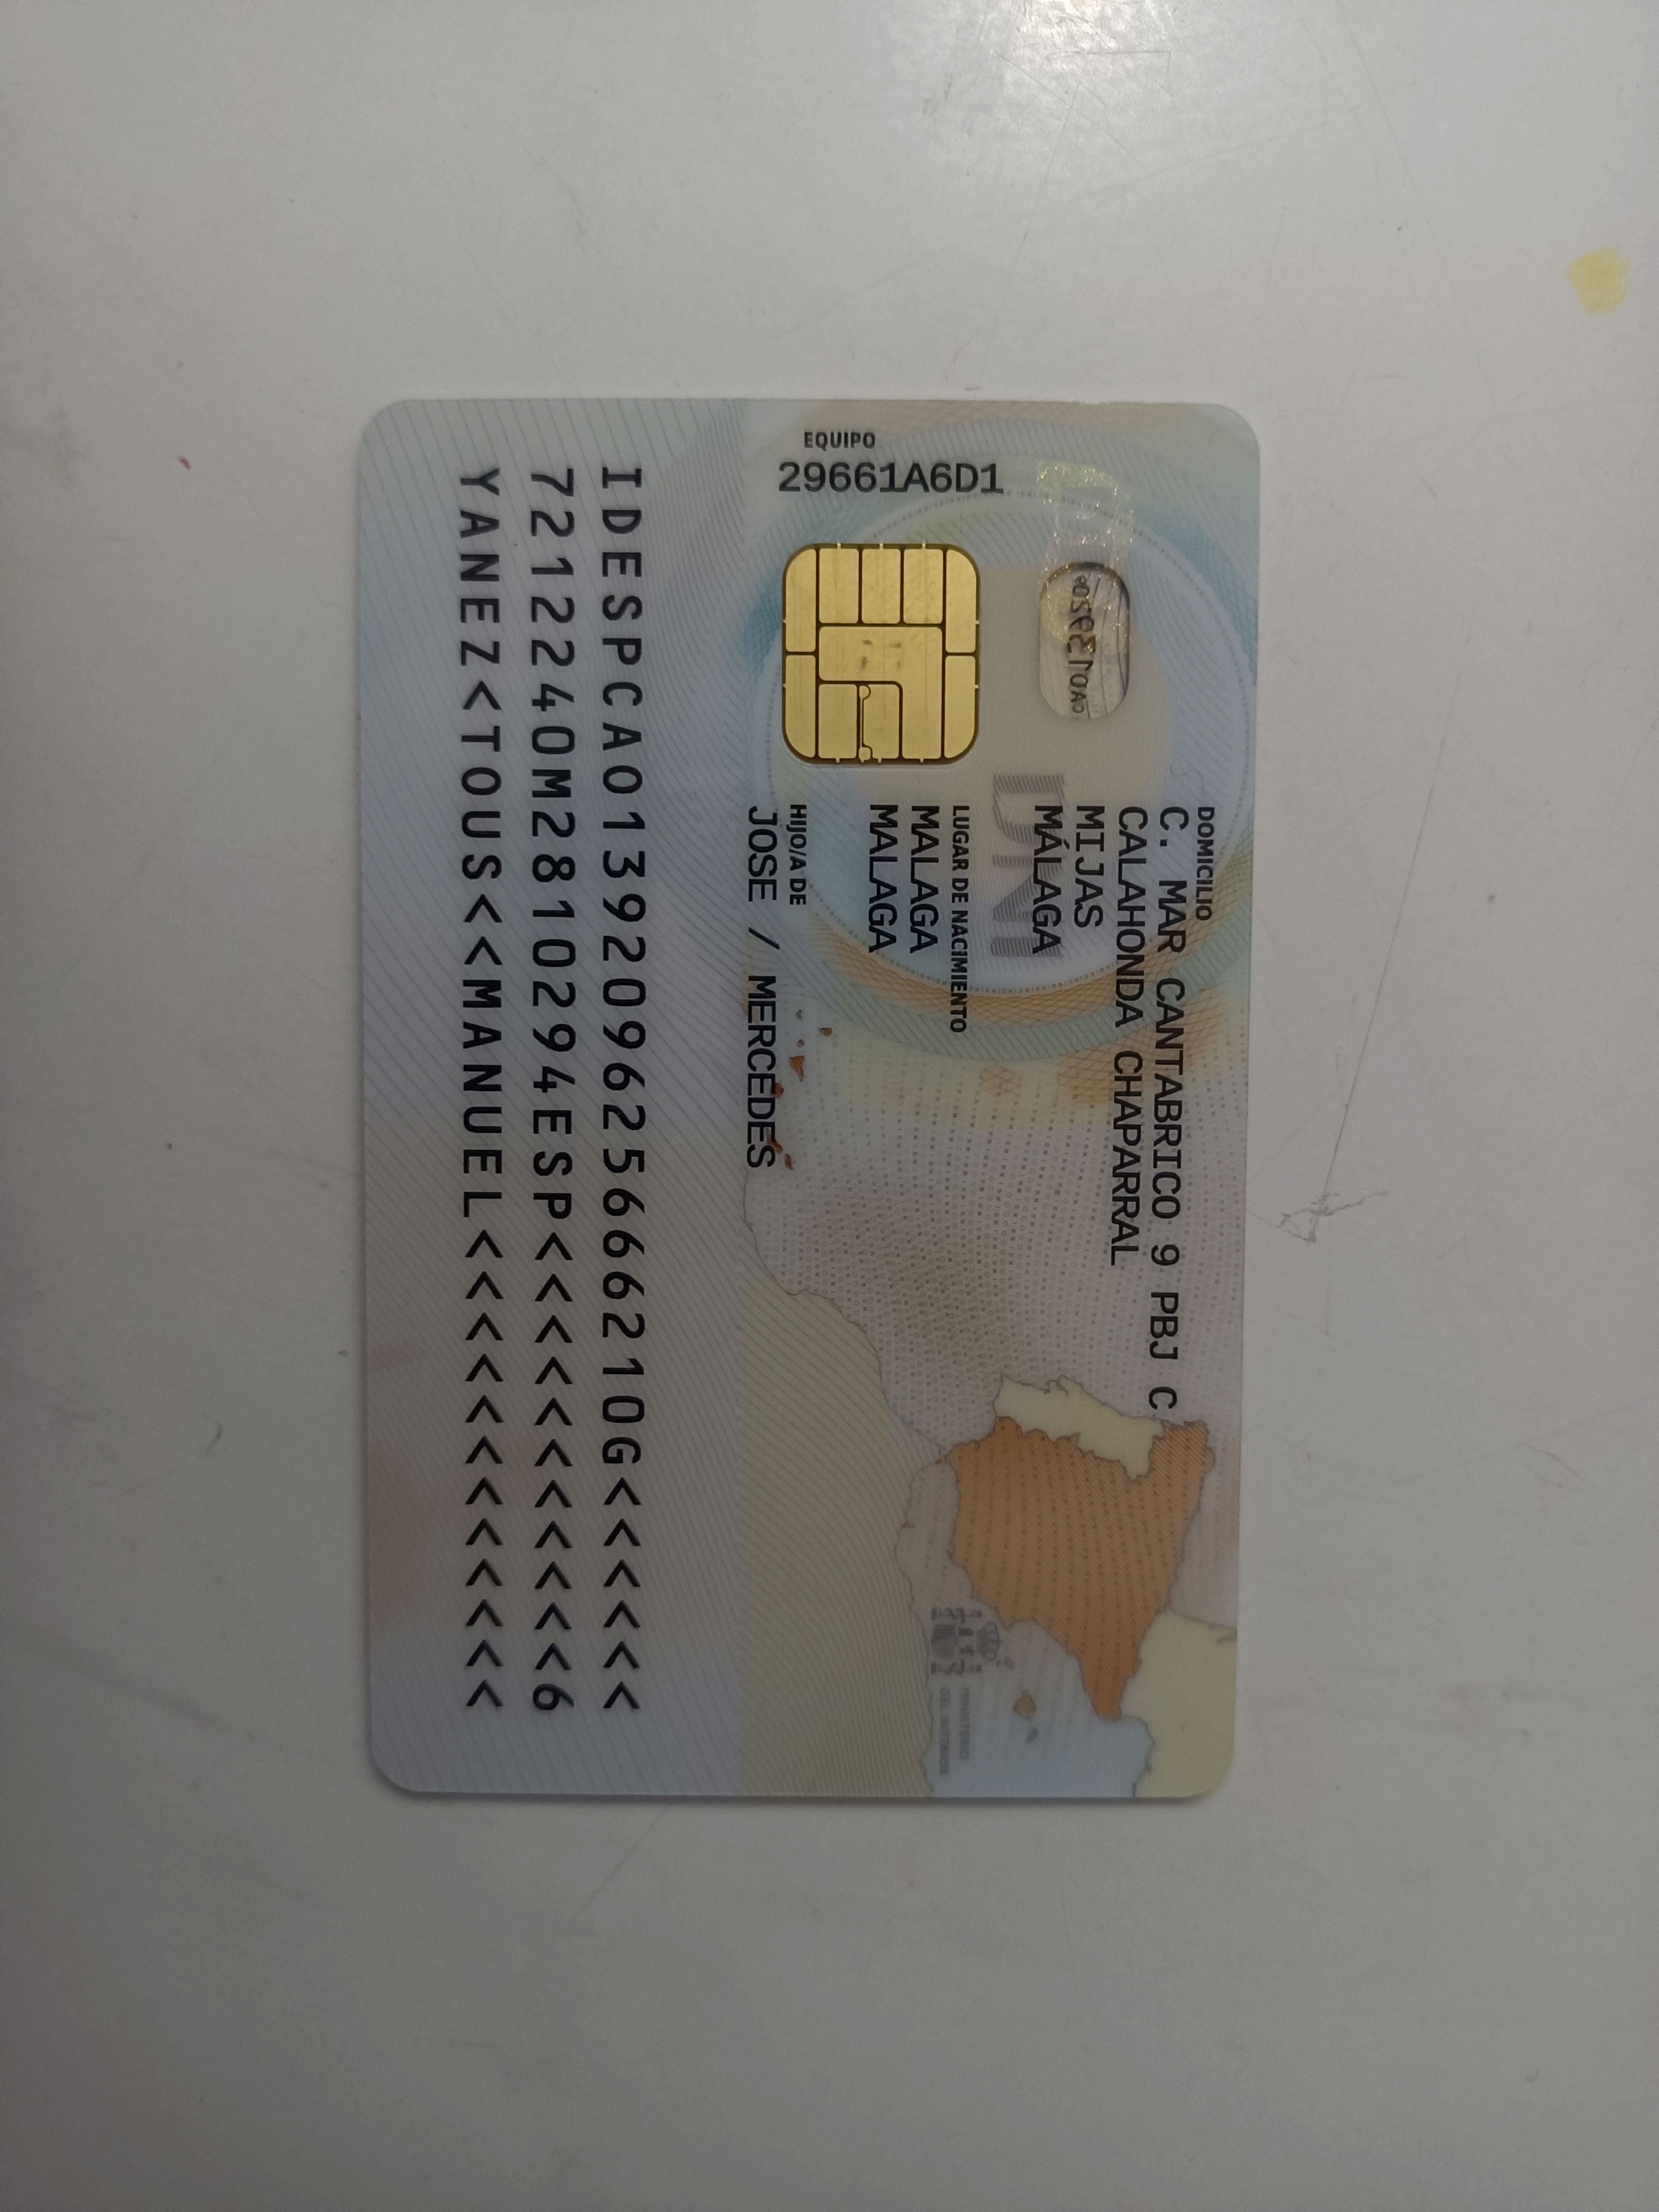 DOMICILIO
C. MAR CANTABRICO 9 PBJ C
CALAHONDA CHAPARRAL
MIJAS
MÁLAGA
LUGAR DE NACIMIENTO
MALAGA
MALAGA
HIJO/A DE
JOSE / MERCEDES
EQUIPO
29661A6D1
DNI
IDESPCAO139209625666210G<<<<<<
7212240M2810294ESP<<<<<<<<<<<6
YANEZ<TOUS<<MANUEL<<<<<<<<<<<<